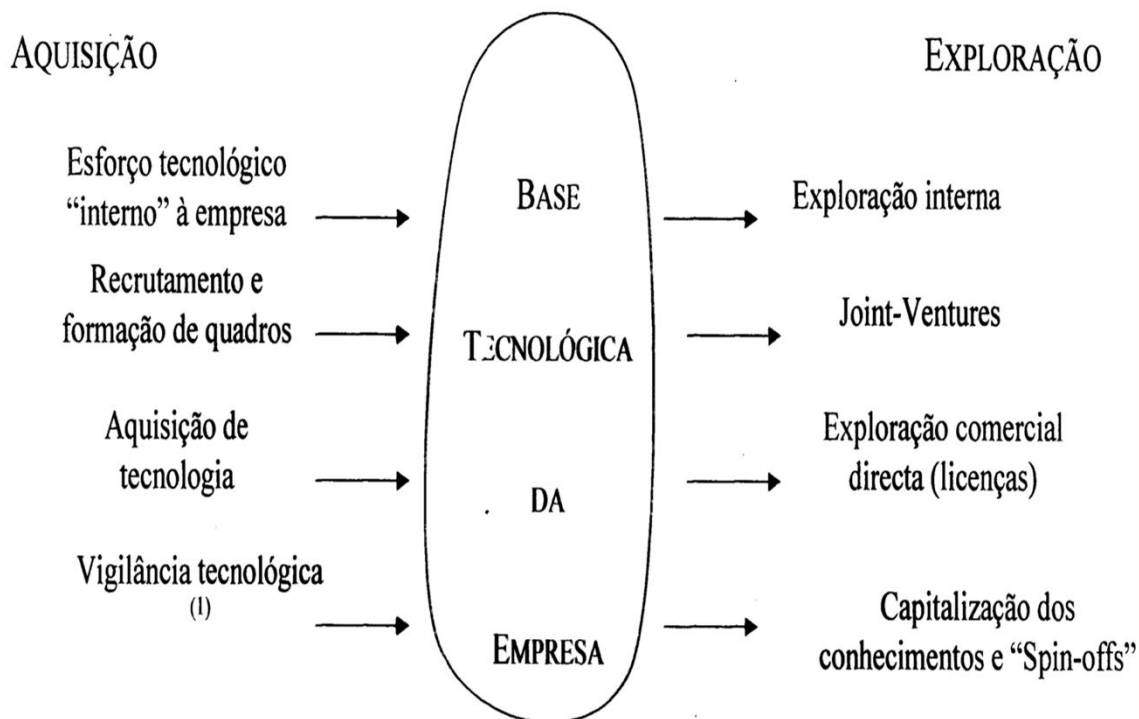 AQUISIÇÃO
EXPLORAÇÃO
Esforço tecnológico
“interno” à empresa
Recrutamento e
formação de quadros
Aquisição de
tecnologia
Vigilância tecnológica
(1)
BASE
TECNOLÓGICA
DA
EMPRESA
Exploração interna
Joint-Ventures
Exploração comercial
directa (licenças)
Capitalização dos
conhecimentos e “Spin-offs”